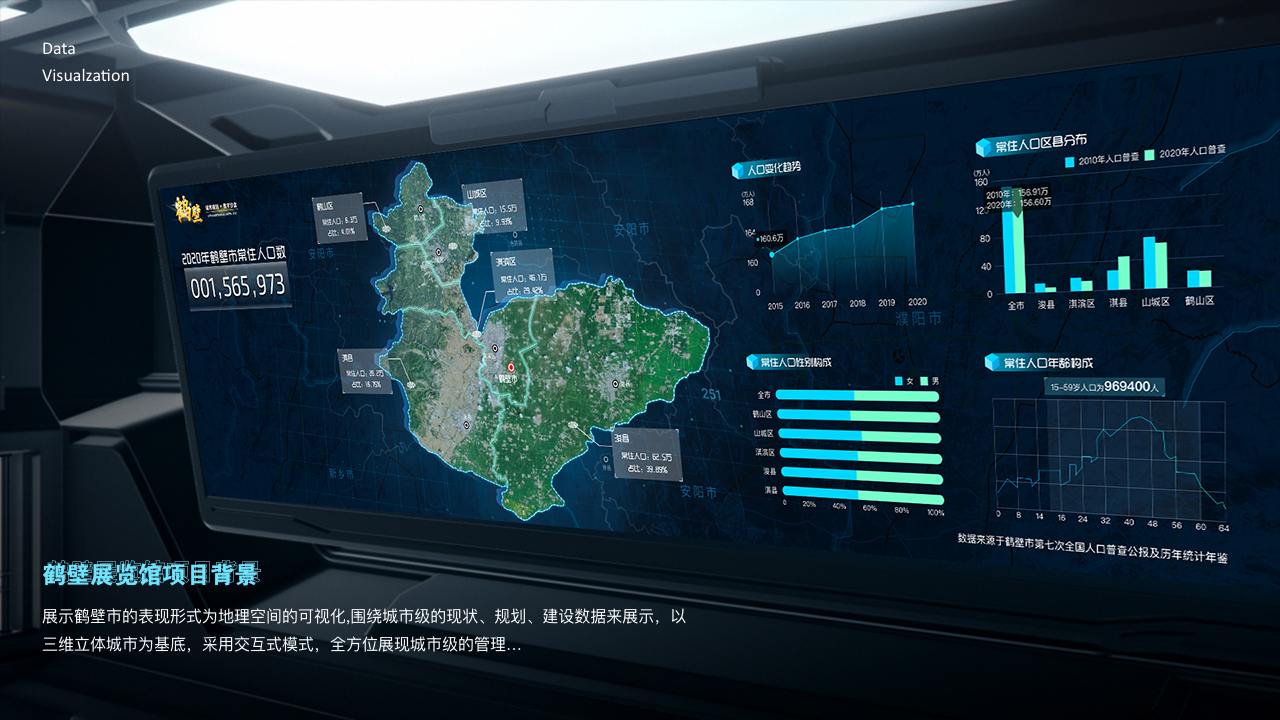 Data
Visualzation
2020年鹤壁市常住人口数
001,565,973
鹤山区
常住人口: 6.3万
占比: 4.01%
山城区
常住人口: 15.5万
占比: 9.93%
淇滨区
常住人口: 46.1万
占比: 29.42%
淇县
占比: 16.75%
浚县
常住人口: 62.5万
占比: 39.89%
安阳市
安阳市
安阳市
濮阳市
新乡市
鹤壁市
251
人口变化趋势
(万人)
168
164
160
0
160.6万
2015 2016 2017 2018 2019 2020
常住人口区县分布
2010年人口普查 2020年人口普查
(万人)
160
120
80
40
0
2010年: 156.91万
2020年: 156.60万
全市 浚县 淇滨区 淇县 山城区 鹤山区
常住人口性别构成
女 男
全市
鹤山区
山城区
淇滨区
浚县
淇县
0 20% 40% 60% 80% 100%
常住人口年龄构成
15-59岁人口为969400人
0 8 14 16 24 32 40 48 56 60 64
数据来源于鹤壁市第七次全国人口普查公报及历年统计年鉴
鹤壁展览馆项目背景
展示鹤壁市的表现形式为地理空间的可视化,围绕城市级的现状、规划、建设数据来展示，以
三维立体城市为基底，采用交互式模式，全方位展现城市级的管理...